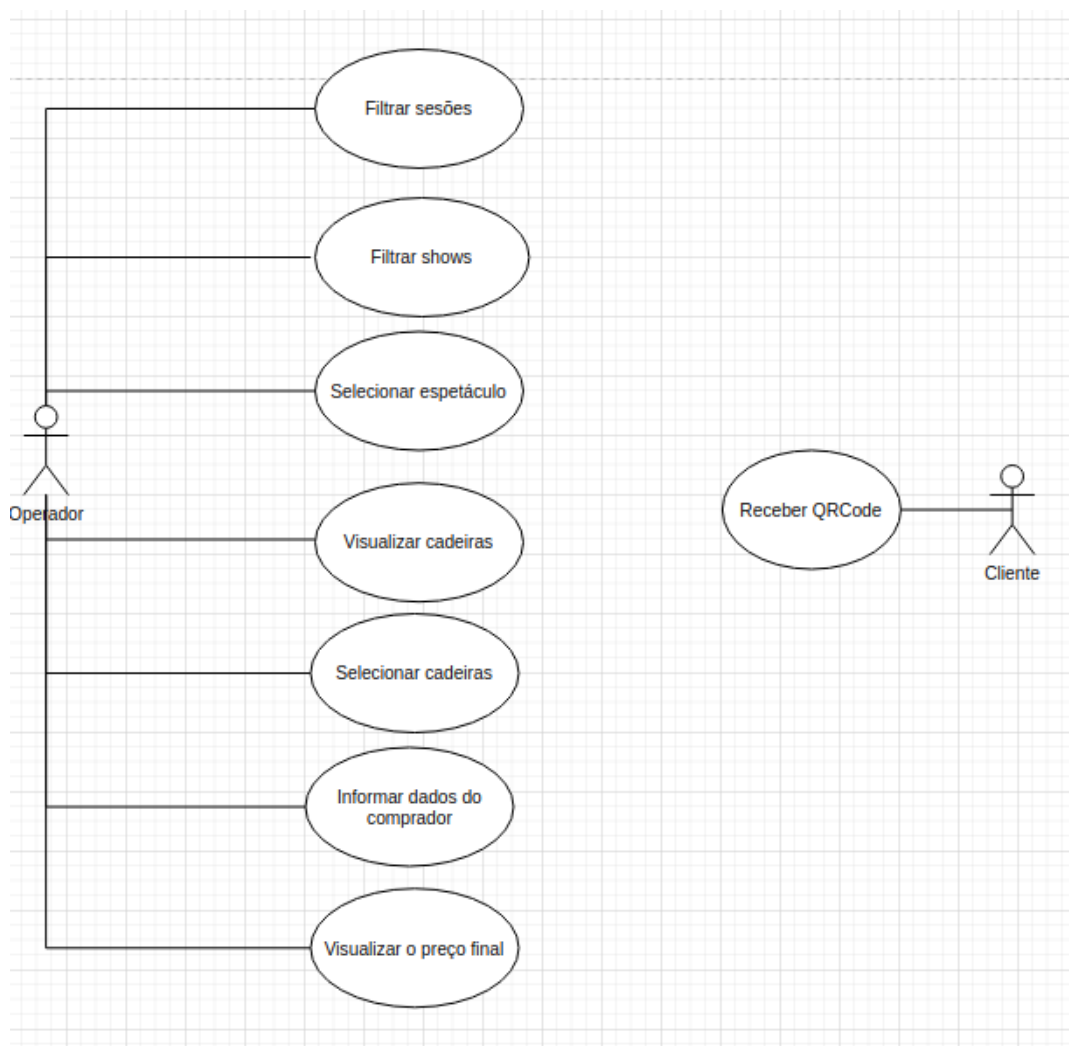 Filtrar sesões
Filtrar shows
Selecionar espetáculo
Operador
Visualizar cadeiras
Receber QRCode
Cliente
Selecionar cadeiras
Informar dados do
comprador
Visualizar o preço final